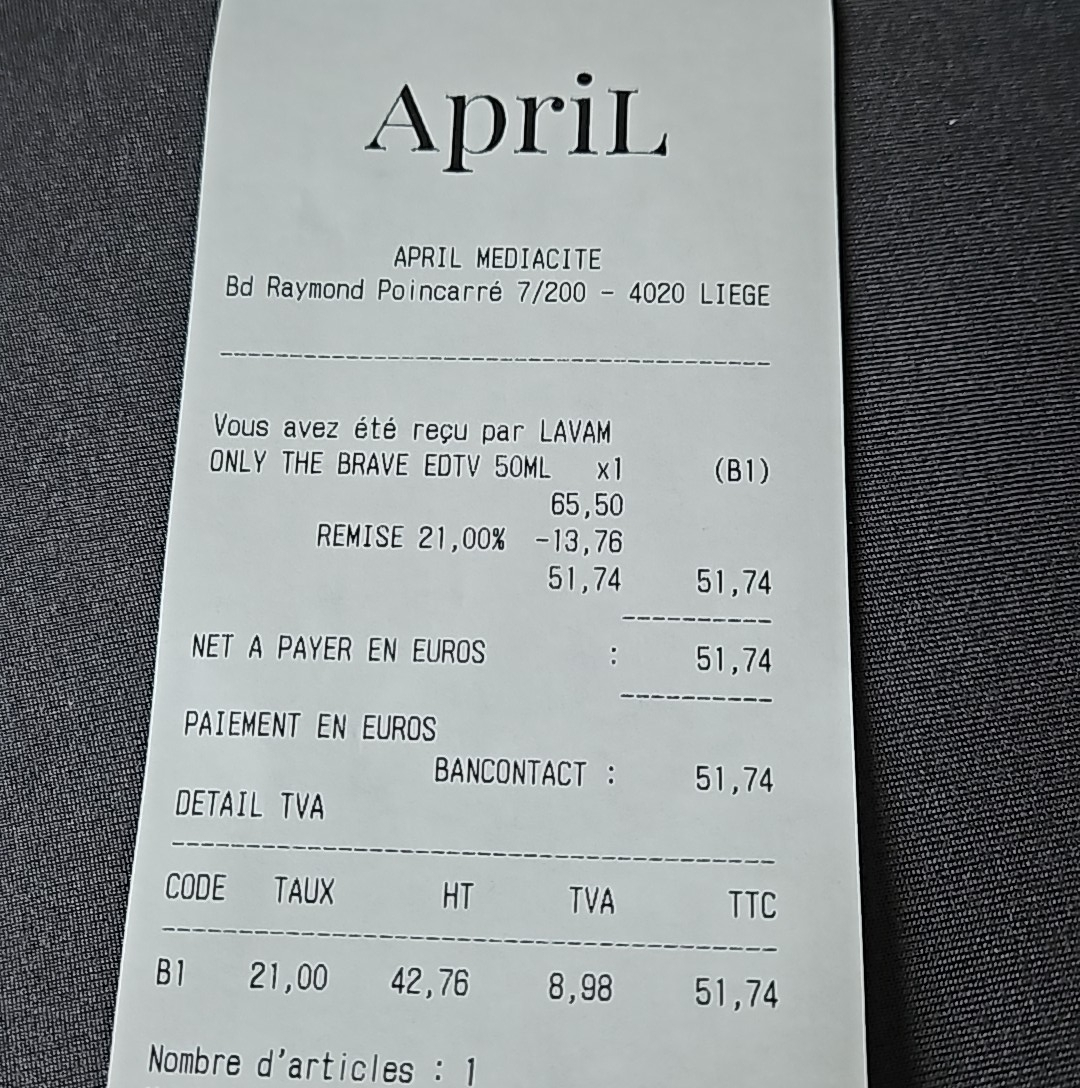 ApriL
APRIL MEDIACITE
Bd Raymond Poincarré 7/200 - 4020 LIEGE
Vous avez été reçu par LAVAM
ONLY THE BRAVE EDTV 50ML x1 (B1)
65,50
REMISE 21,00% -13,76
51,74 51,74
NET A PAYER EN EUROS : 51,74
PAIEMENT EN EUROS
BANCONTACT : 51,74
DETAIL TVA
CODE TAUX HT TVA TTC
B1 21,00 42,76 8,98 51,74
Nombre d'articles : 1